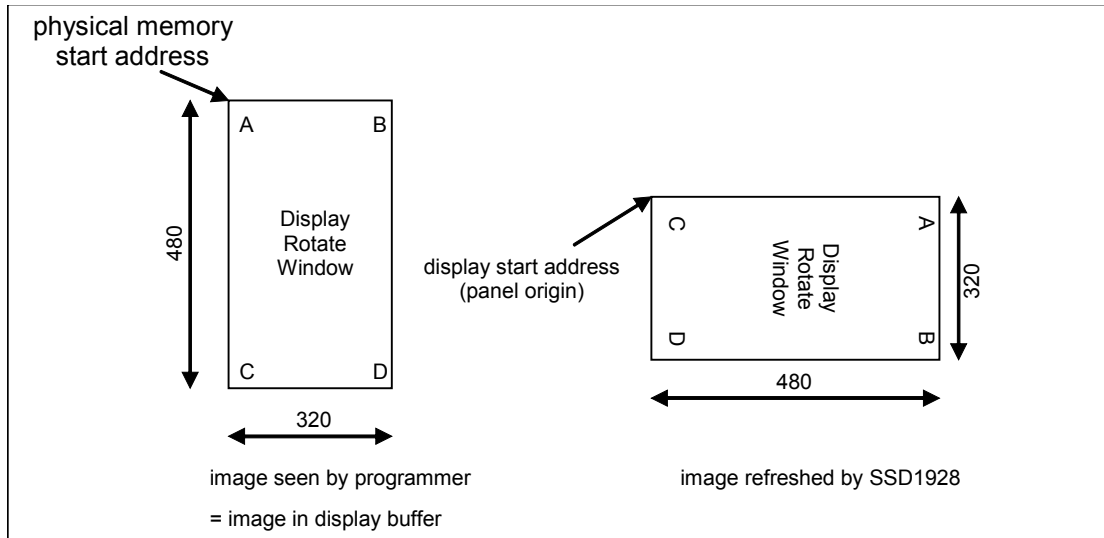 physical memory
start address
A
B
Display
Rotate
Window
480
C
D
320
image seen by programmer
= image in display buffer
display start address
(panel origin)
C
A
Display
Rotate
Window
320
D
B
480
image refreshed by SSD1928